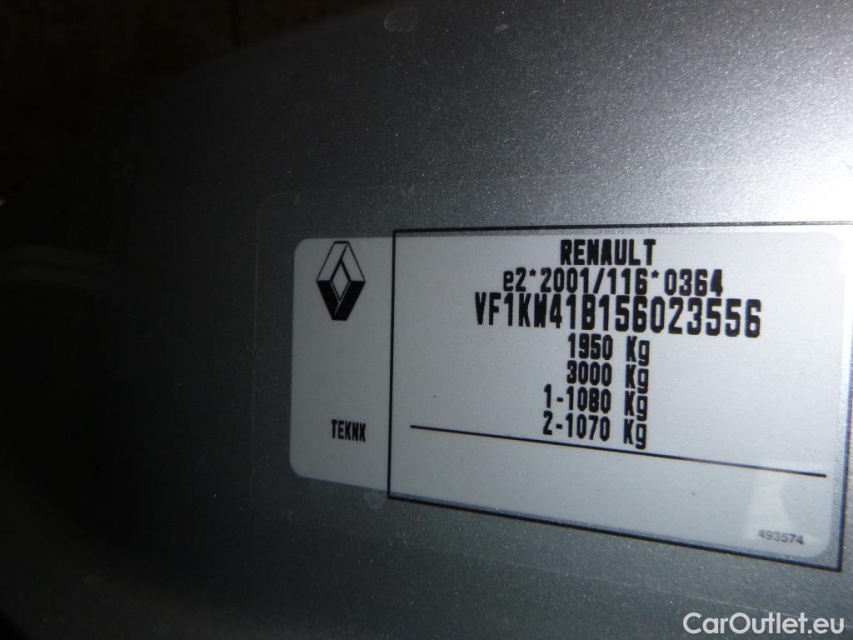 RENAULT
e2*2001/116*0364
VF1KW41B156023556
1950 Kg
3000 Kg
1-1080 Kg
2-1070 Kg
TEKNX
493574
CarOutlet.eu